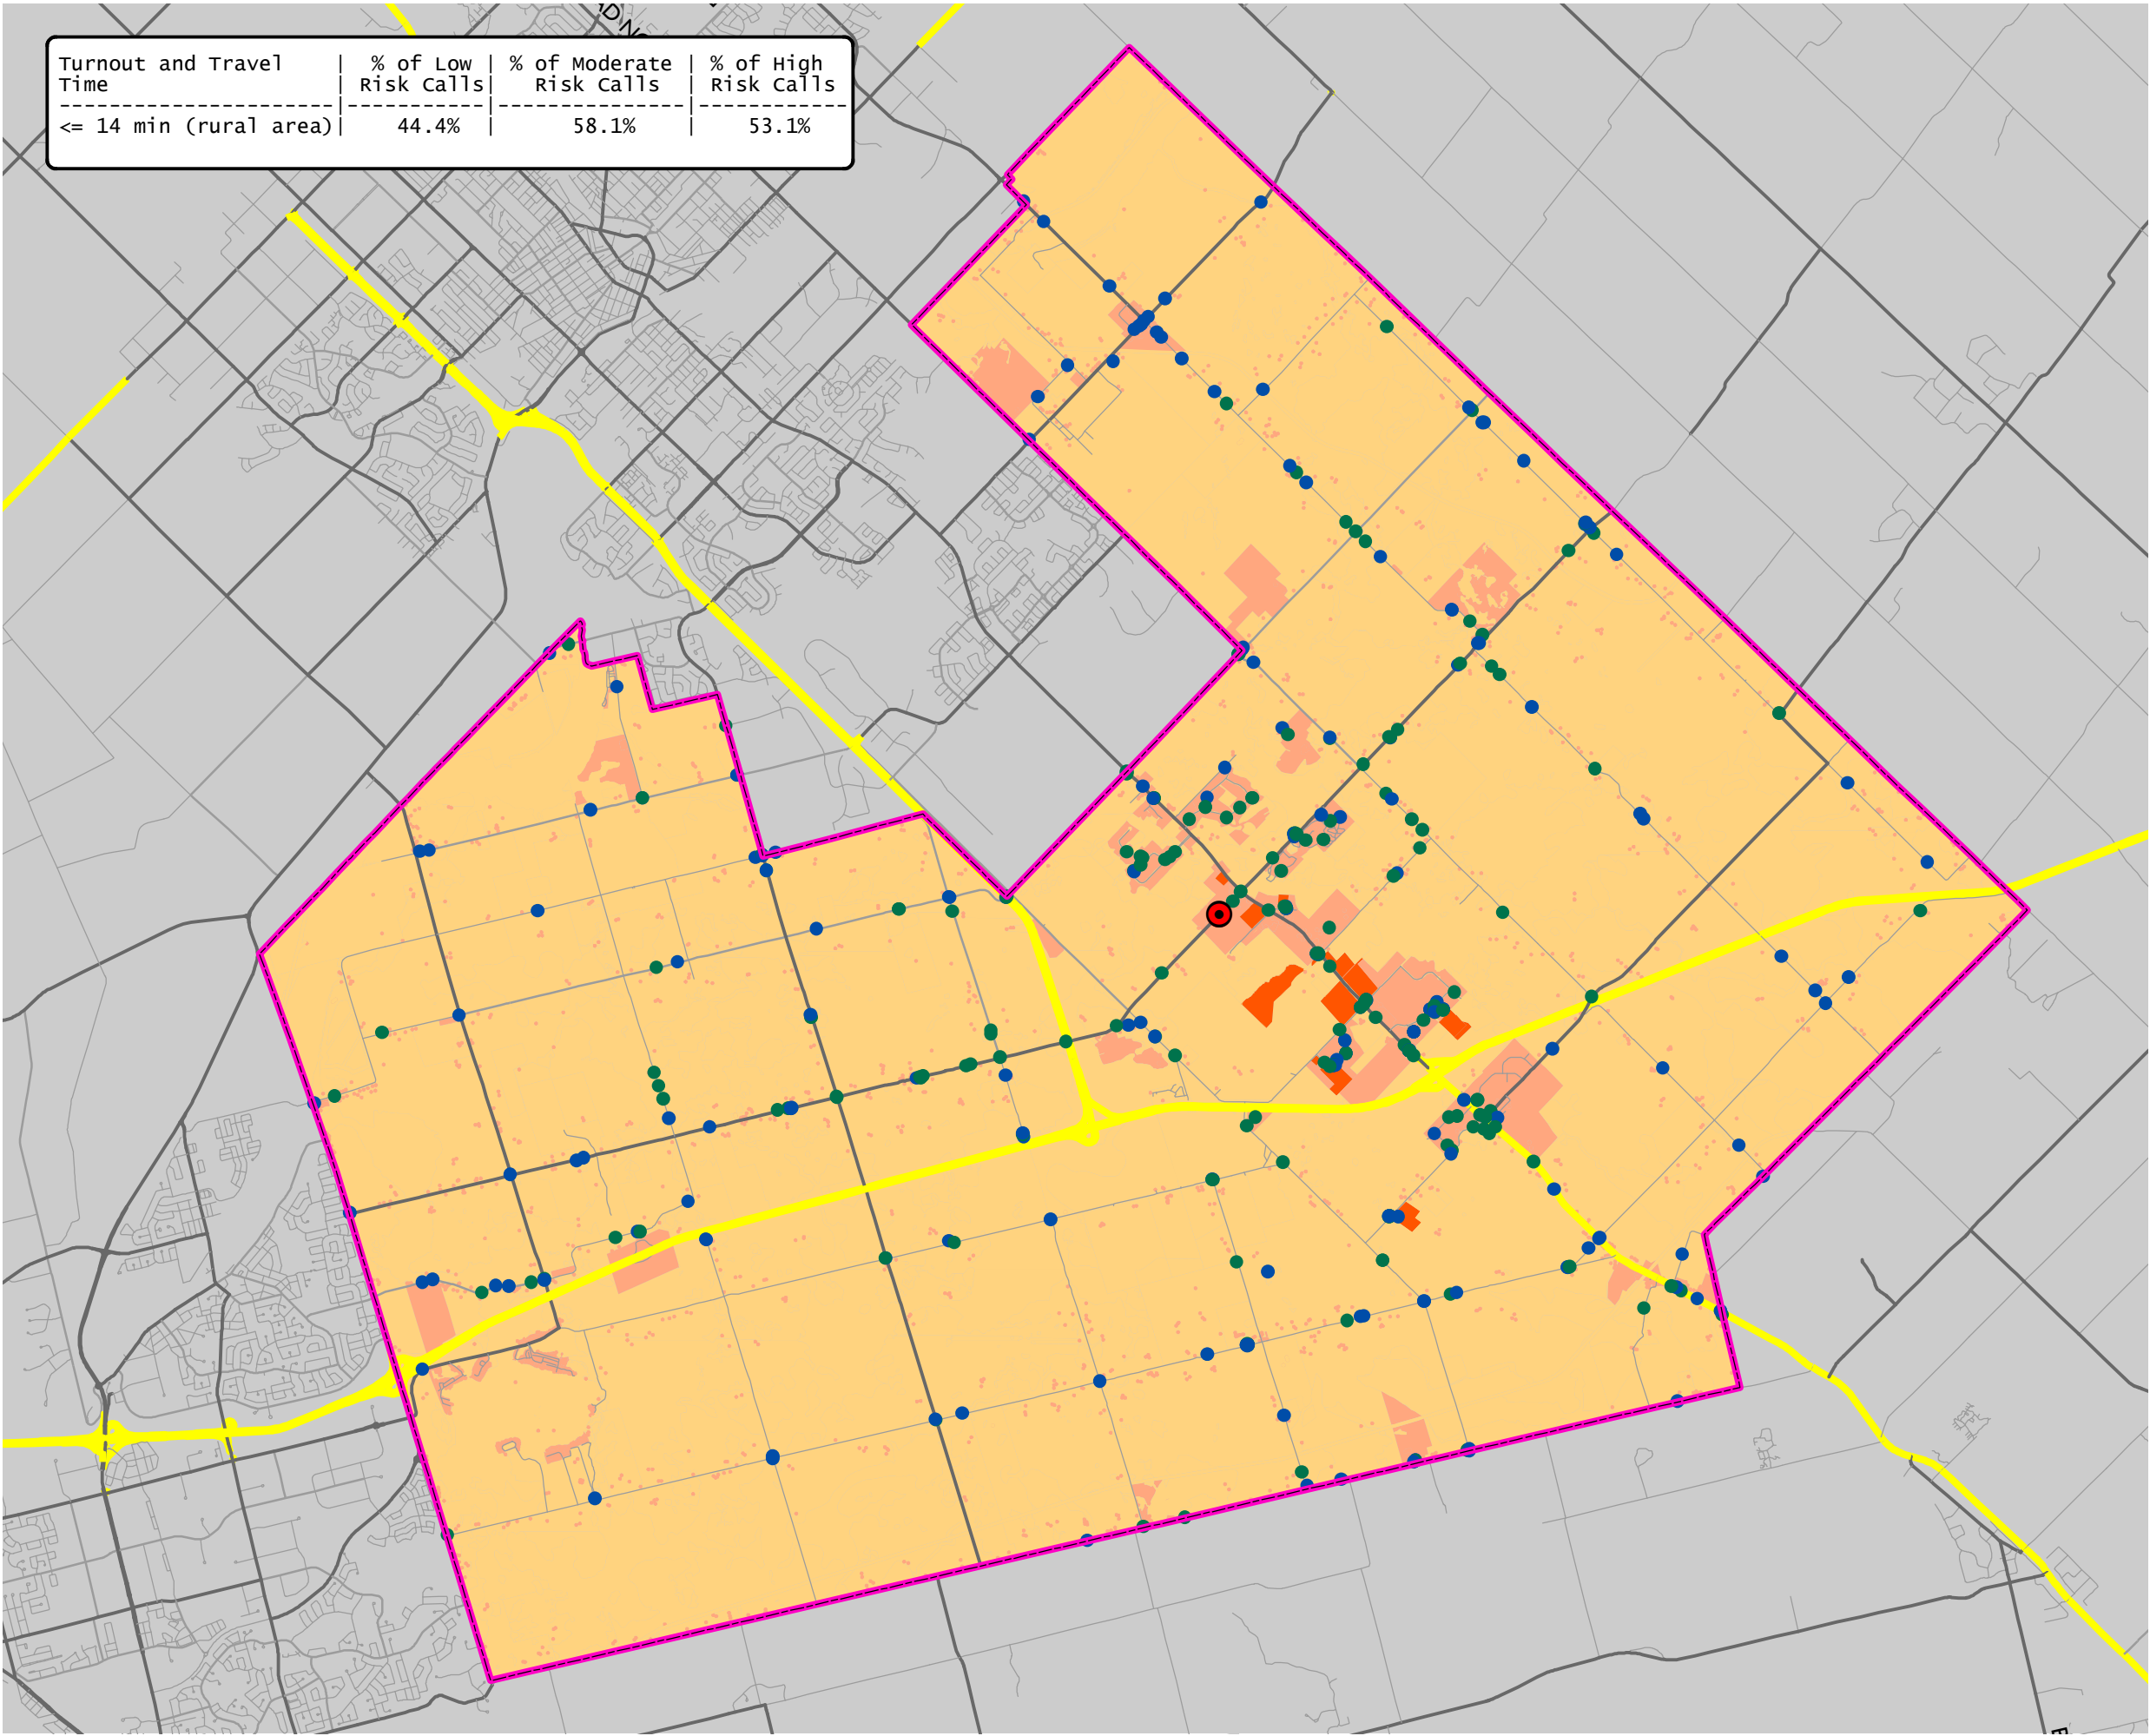 Turnout and Travel | % of Low | % of Moderate | % of High
Time | Risk Calls| Risk Calls | Risk Calls
----------------------|-----------|---------------|------------
<= 14 min (rural area)| 44.4% | 58.1% | 53.1%